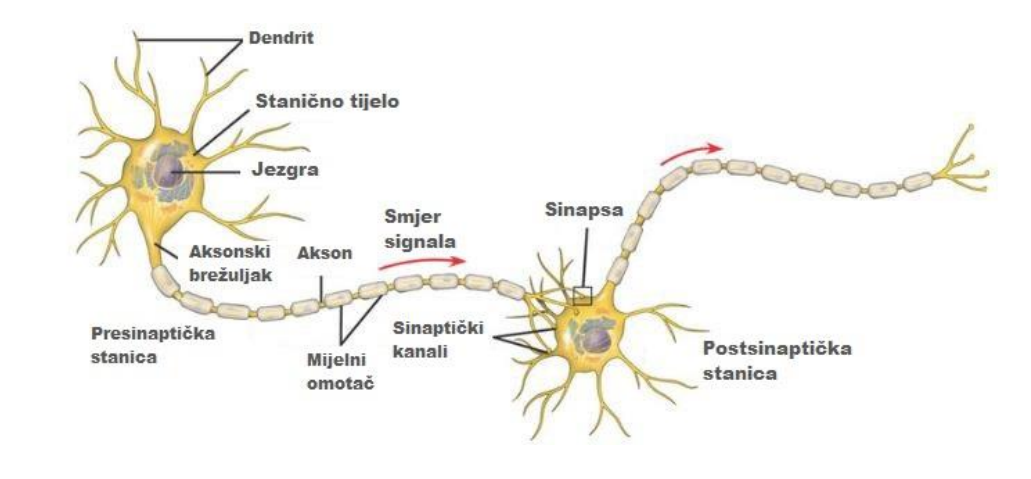 Dendrit
Stanično tijelo
Jezgra
Aksonski
brežuljak
Akson
Smjer
signala
Sinapsa
Presinaptička
stanica
Mijelni
omotač
Sinaptički
kanali
Postsinaptička
stanica